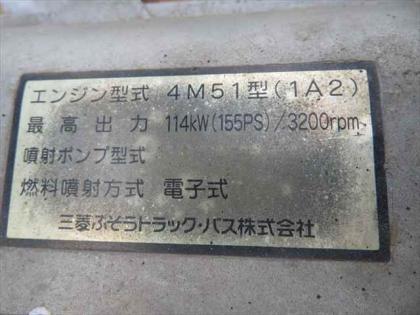 エンジン型式 4M51型(1A2)
最高出力 114kW(155PS)/3200rpm
噴射ポンプ型式
燃料噴射方式 電子式
三菱ふそうトラック・バス株式会社